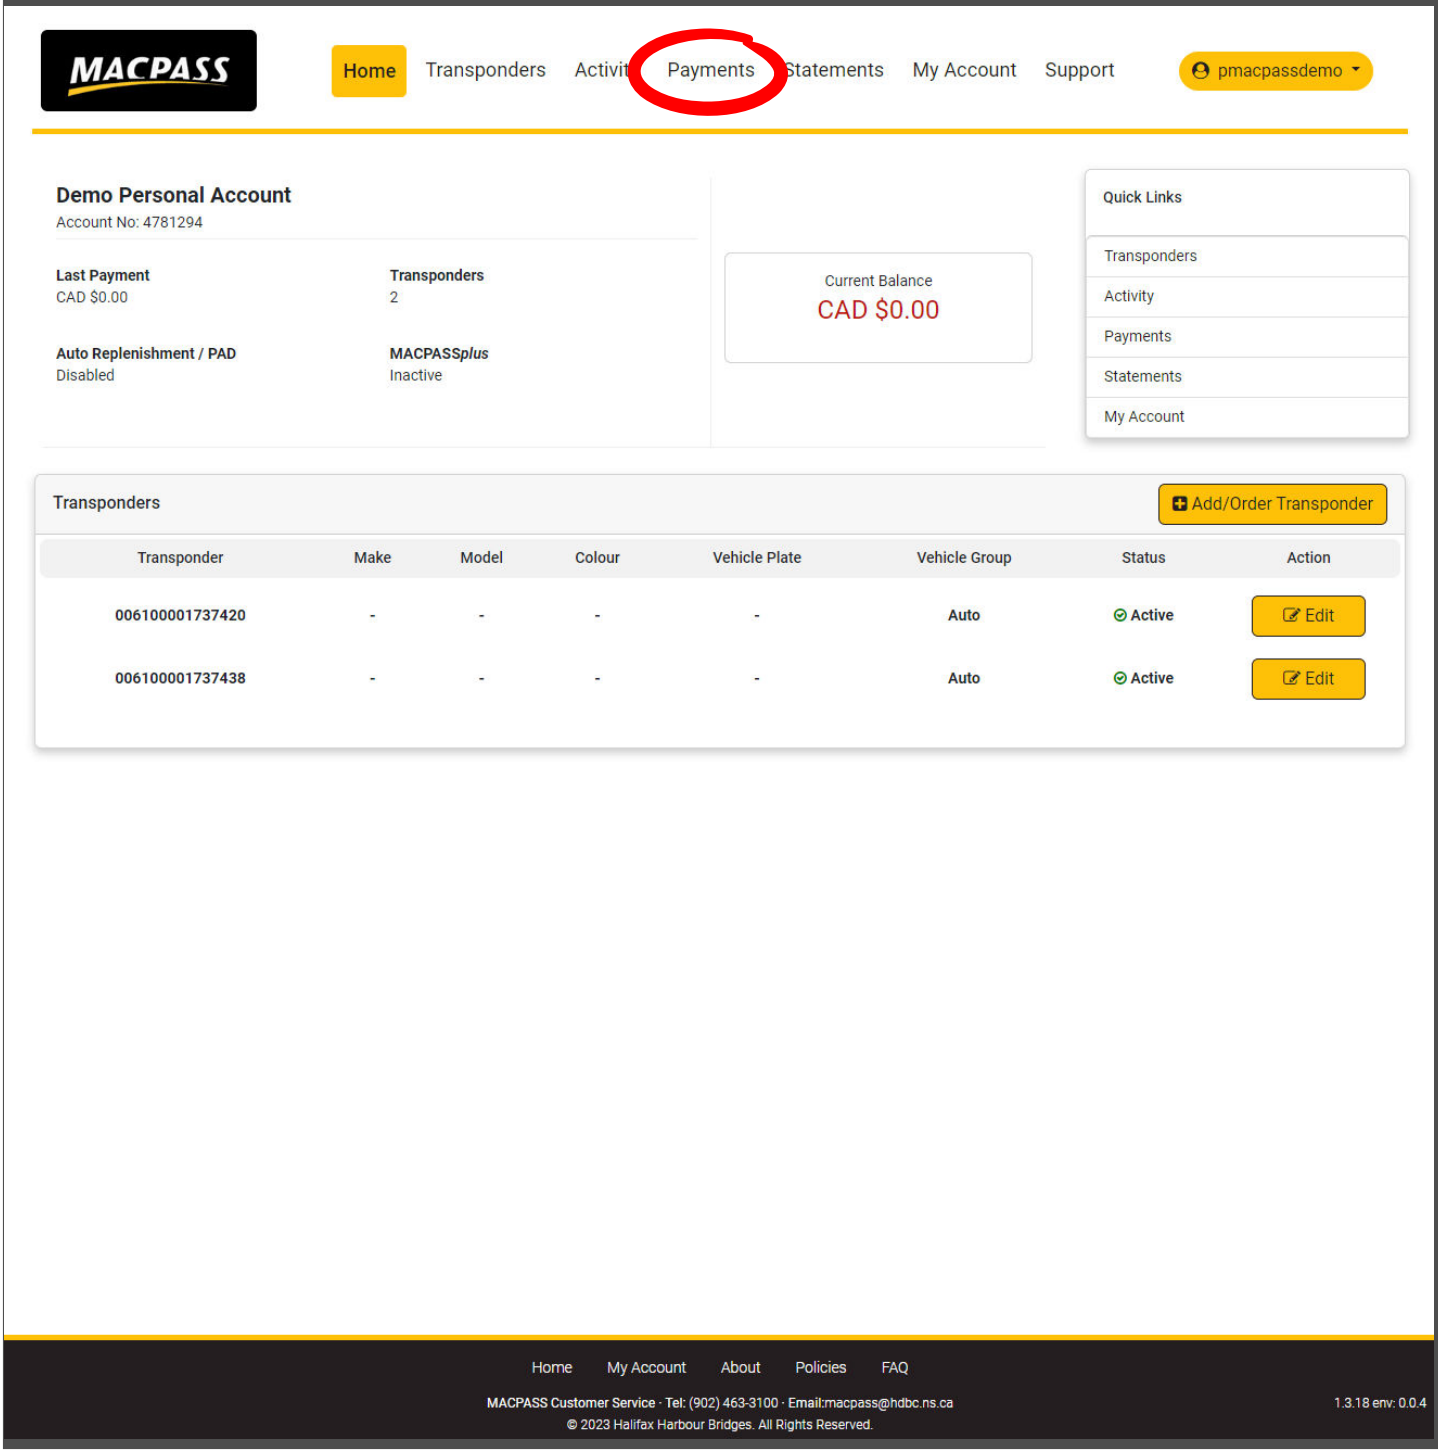 MACPASS
Home Transponders Activit Payments Statements My Account Support pmacpassdemo
Demo Personal Account
Account No: 4781294
Last Payment
CAD $0.00
Transponders
2
Auto Replenishment / PAD
Disabled
MACPASSplus
Inactive
Current Balance
CAD $0.00
Quick Links
Transponders
Activity
Payments
Statements
My Account
Transponders
Add/Order Transponder
Transponder Make Model Colour Vehicle Plate Vehicle Group Status Action
006100001737420 - - - - Auto Active Edit
006100001737438 - - - - Auto Active Edit
Home My Account About Policies FAQ
MACPASS Customer Service · Tel: (902) 463-3100 · Email:macpass@hdbc.ns.ca
1.3.18 env: 0.0.4
© 2023 Halifax Harbour Bridges. All Rights Reserved.